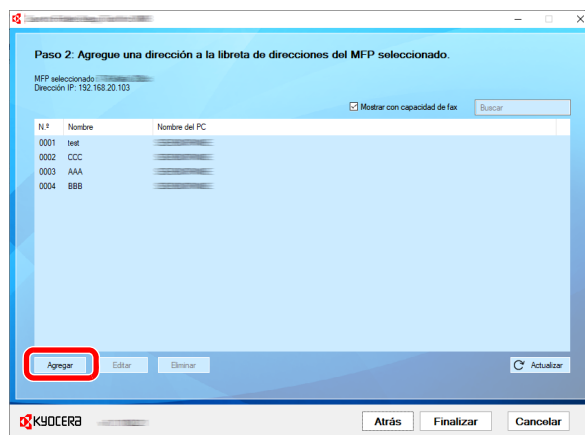 Paso 2: Agregue una dirección a la libreta de direcciones del MFP seleccionado.
MFP seleccionado
Dirección IP: 192.168.20.103
Mostrar con capacidad de fax
Buscar
N.º Nombre Nombre del PC
0001 test
0002 CCC
0003 AAA
0004 BBB
Agregar Editar Eliminar Actualizar
KYOCERA Atrás Finalizar Cancelar